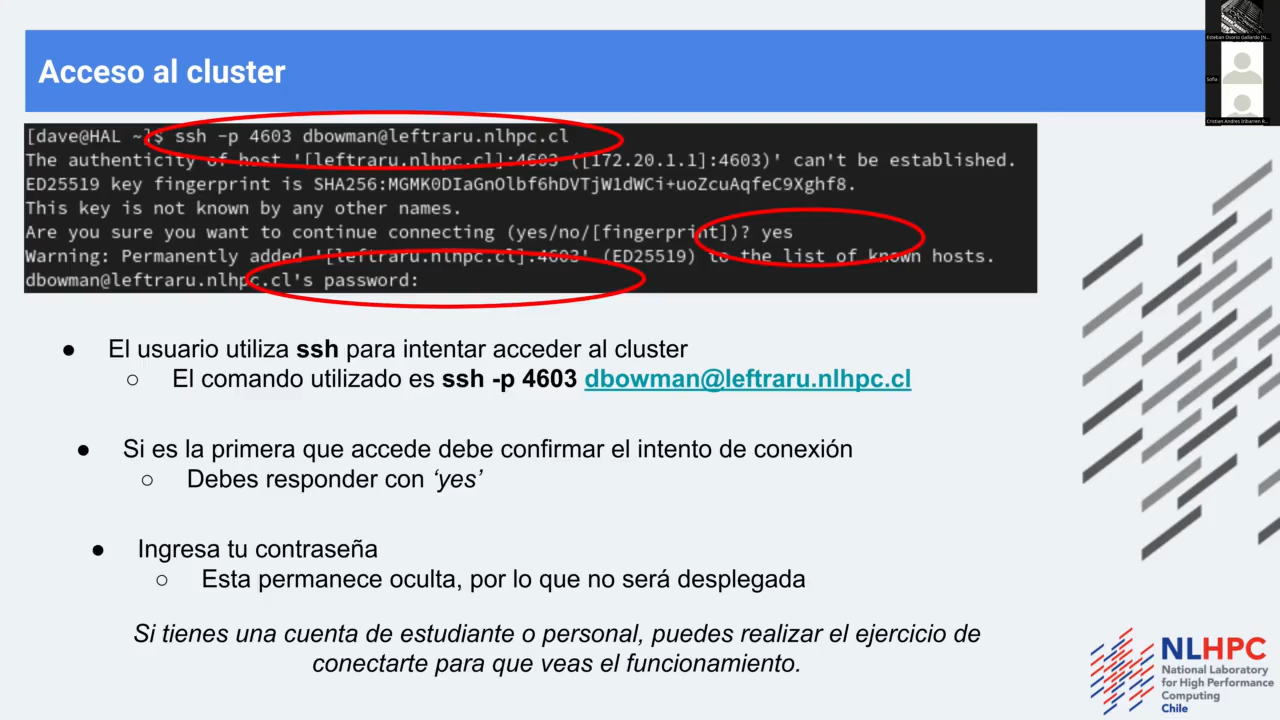 Acceso al cluster
[dave@HAL ~]$ ssh -p 4603 dbowman@leftraru.nlhpc.cl
The authenticity of host '[leftraru.nlhpc.cl]:4603 ([172.20.1.1]:4603)' can't be established.
ED25519 key fingerprint is SHA256:MGMK0DIaGnOlbf6hDVTjW1dWCi+uoZcuAqfeC9Xghf8.
This key is not known by any other names.
Are you sure you want to continue connecting (yes/no/[fingerprint])? yes
Warning: Permanently added '[leftraru.nlhpc.cl]:4603' (ED25519) to the list of known hosts.
dbowman@leftraru.nlhpc.cl's password:
● El usuario utiliza ssh para intentar acceder al cluster
○ El comando utilizado es ssh -p 4603 dbowman@leftraru.nlhpc.cl
● Si es la primera que accede debe confirmar el intento de conexión
○ Debes responder con ‘yes’
● Ingresa tu contraseña
○ Esta permanece oculta, por lo que no será desplegada
Si tienes una cuenta de estudiante o personal, puedes realizar el ejercicio de
conectarte para que veas el funcionamiento.
Esteban Osorio Gallardo [N...
Sofia
Cristian Andres Iribarren R...
NLHPC
National Laboratory
for High Performance
Computing
Chile